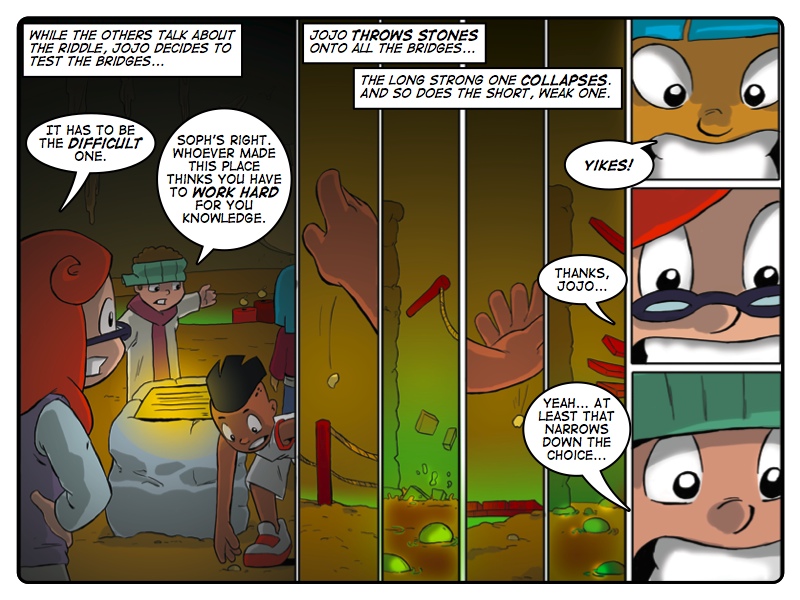 WHILE THE OTHERS TALK ABOUT
THE RIDDLE, JOJO DECIDES TO
TEST THE BRIDGES...
IT HAS TO BE
THE DIFFICULT
ONE.
SOPH'S RIGHT.
WHOEVER MADE
THIS PLACE
THINKS YOU HAVE
TO WORK HARD
FOR YOU
KNOWLEDGE.
JOJO THROWS STONES
ONTO ALL THE BRIDGES...
THE LONG STRONG ONE COLLAPSES.
AND SO DOES THE SHORT, WEAK ONE.
YIKES!
THANKS,
JOJO...
YEAH... AT
LEAST THAT
NARROWS
DOWN THE
CHOICE...